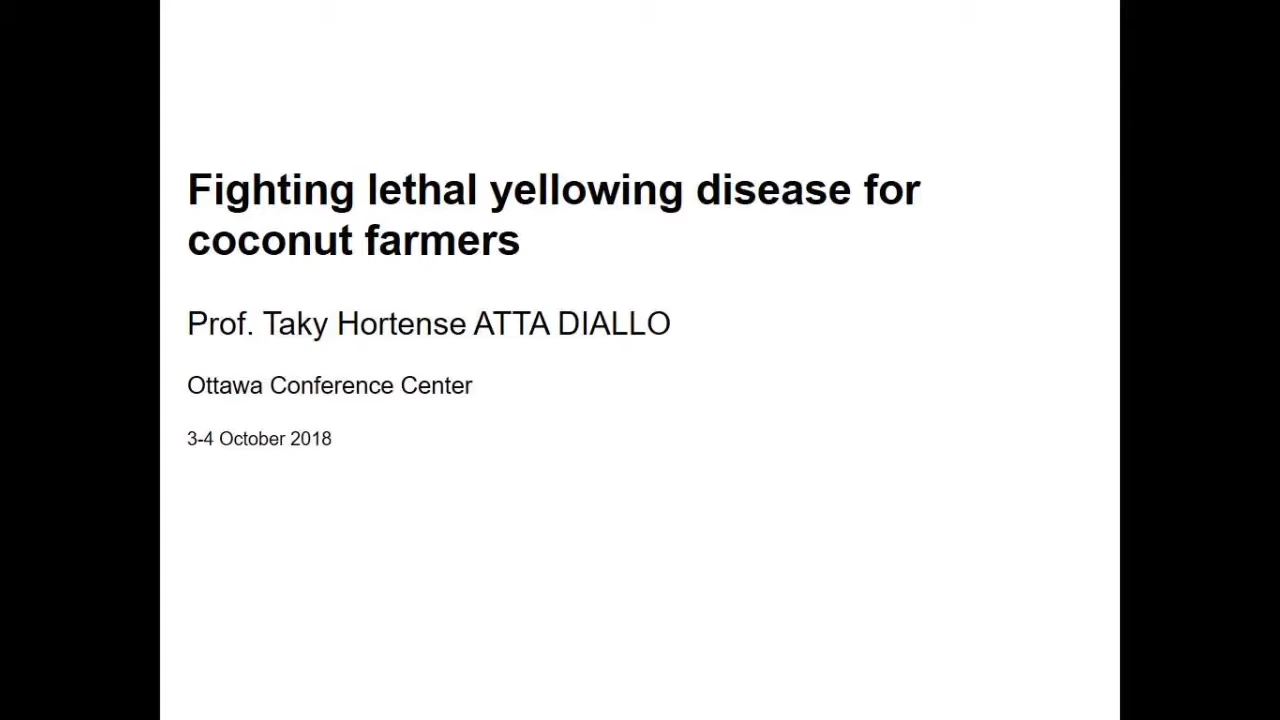 Fighting lethal yellowing disease for
coconut farmers
Prof. Taky Hortense ATTA DIALLO
Ottawa Conference Center
3-4 October 2018